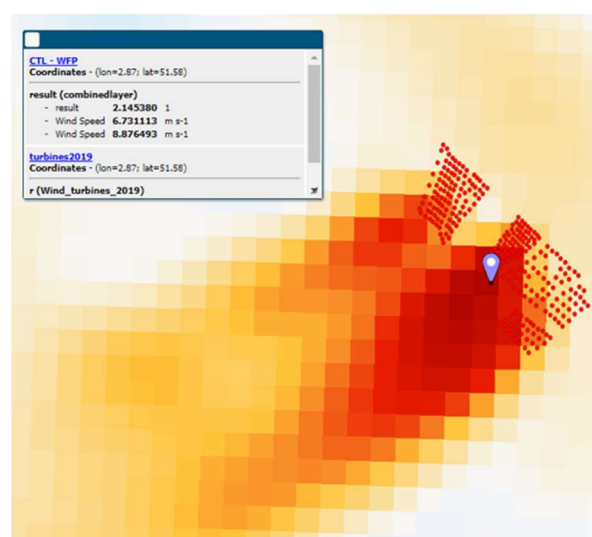 CTL - WFP
Coordinates - (lon=2.87; lat=51.58)
result (combinedlayer)
- result 2.145380 1
- Wind Speed 6.731113 m s-1
- Wind Speed 8.876493 m s-1
turbines2019
Coordinates - (lon=2.87; lat=51.58)
r (Wind_turbines_2019)